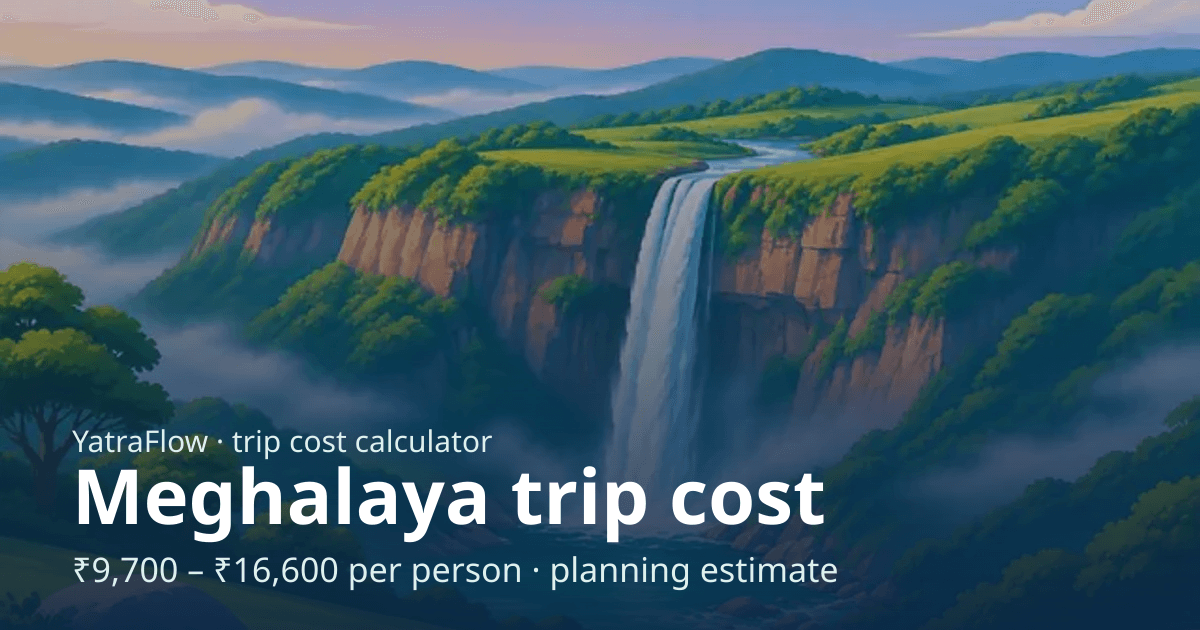 YatraFlow · trip cost calculator
Meghalaya trip cost
₹9,700 – ₹16,600 per person · planning estimate